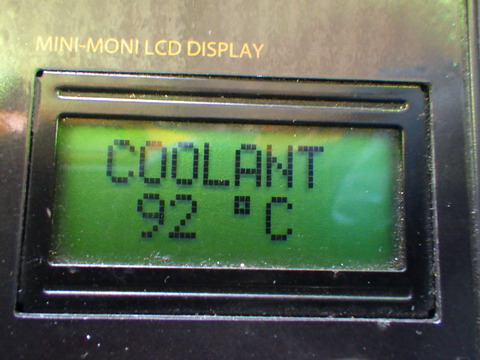 MINI-MONI LCD DISPLAY
COOLANT
92 °C